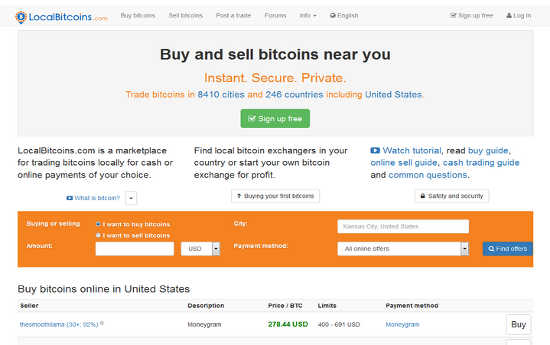 LocalBitcoins.com Buy bitcoins Sell bitcoins Post a trade Forums Info English Sign up free Log in
Buy and sell bitcoins near you
Instant. Secure. Private.
Trade bitcoins in 8410 cities and 246 countries including United States.
Sign up free
LocalBitcoins.com is a marketplace
for trading bitcoins locally for cash or
online payments of your choice.
What is bitcoin?
Find local bitcoin exchangers in your
country or start your own bitcoin
exchange for profit.
? Buying your first bitcoins
Watch tutorial, read buy guide,
online sell guide, cash trading guide
and common questions.
Safety and security
Buying or selling: I want to buy bitcoins
I want to sell bitcoins
City: Kansas City, United States
Amount: USD
Payment method: All online offers
Find offers
Buy bitcoins online in United States
Seller Description Price / BTC Limits Payment method
Moneygram 278.44 USD 400 - 691 USD Moneygram Buy